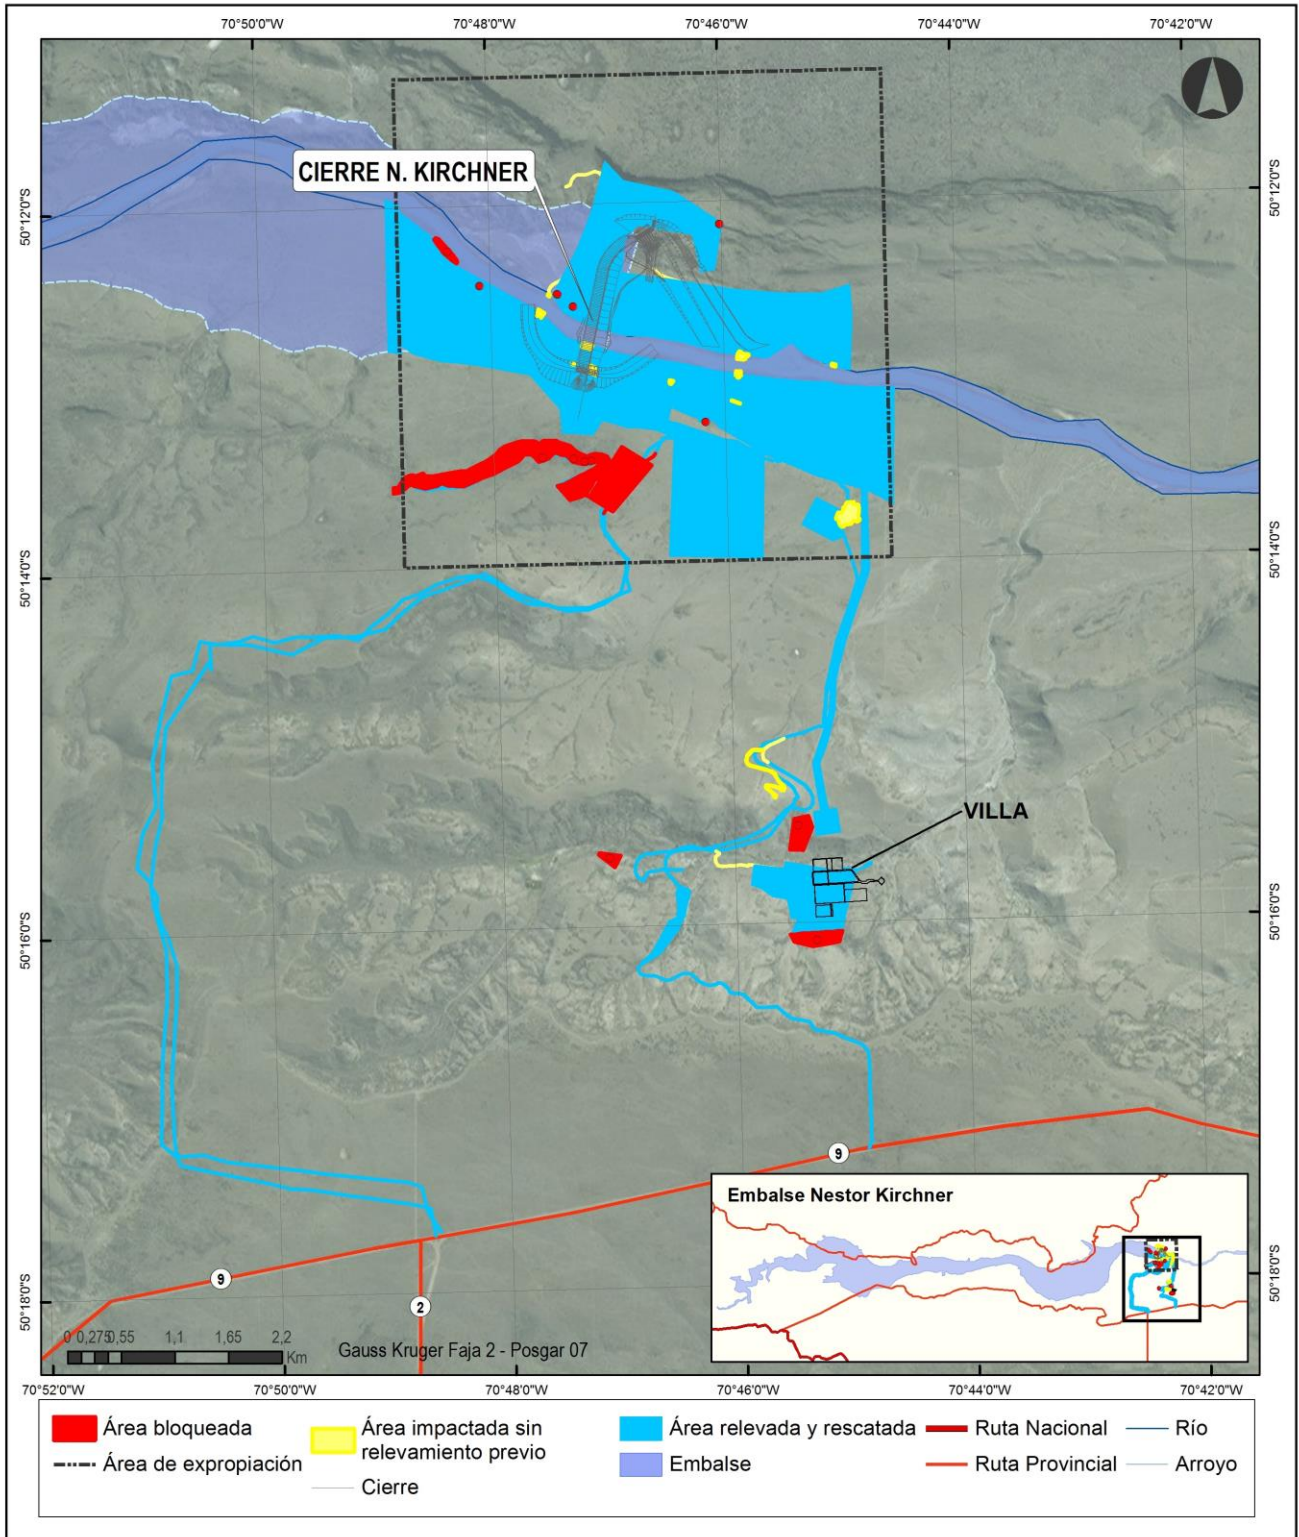 70°50'0"W 70°48'0"W 70°46'0"W 70°44'0"W 70°42'0"W
CIERRE N. KIRCHNER
50°12'0"S 50°12'0"S
50°14'0"S 50°14'0"S
VILLA
50°16'0"S 50°16'0"S
9
Embalse Nestor Kirchner
9
2
50°18'0"S 50°18'0"S
0 0,275 0,55 1,1 1,65 2,2
Km
Gauss Kruger Faja 2 - Posgar 07
70°52'0"W 70°50'0"W 70°48'0"W 70°46'0"W 70°44'0"W 70°42'0"W
Área bloqueada
Área de expropiación
Área impactada sin
relevamiento previo
Cierre
Área relevada y rescatada
Embalse
Ruta Nacional
Ruta Provincial
Río
Arroyo